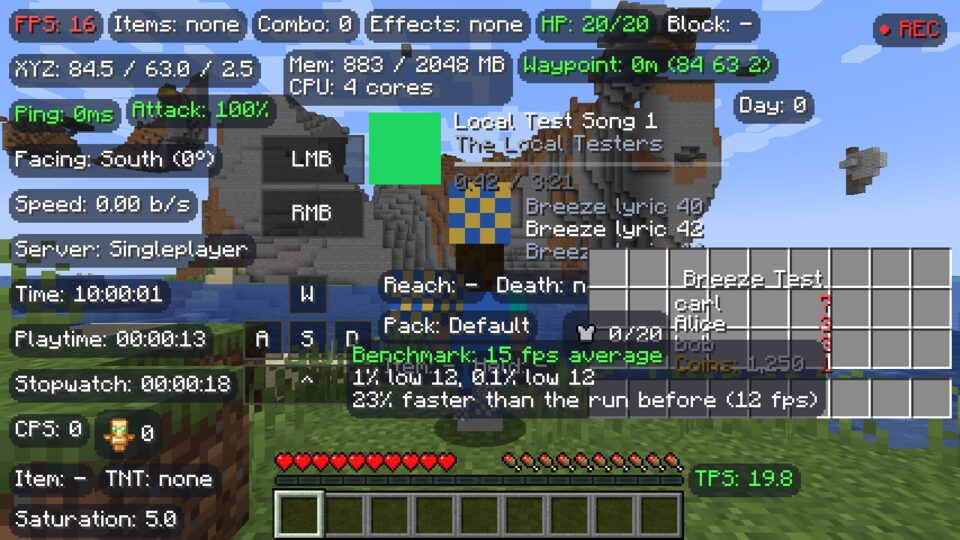 FPS: 16
Items: none
Combo: 0
Effects: none
HP: 20/20
Block: -
● REC
XYZ: 84.5 / 63.0 / 2.5
Mem: 883 / 2048 MB
CPU: 4 cores
Waypoint: 0m (84 63 2)
Ping: 0ms
Attack: 100%
Day: 0
Local Test Song 1
The Local Testers
Facing: South (0°)
LMB
0:42 / 3:21
Speed: 0.00 b/s
RMB
Breeze lyric 40
Breeze lyric 42
Breeze
Server: Singleplayer
Breeze Test
Time: 10:00:01
W
Reach: -
Death: n
carl 7
Alice 3
bob 3
Coins: 1,250 1
Playtime: 00:00:13
A
S
D
Pack: Default
0/20
Benchmark: 15 fps average
1% low 12, 0.1% low 12
23% faster than the run before (12 fps)
Stopwatch: 00:00:18
^
CPS: 0
0
Item: -
TNT: none
TPS: 19.8
Saturation: 5.0